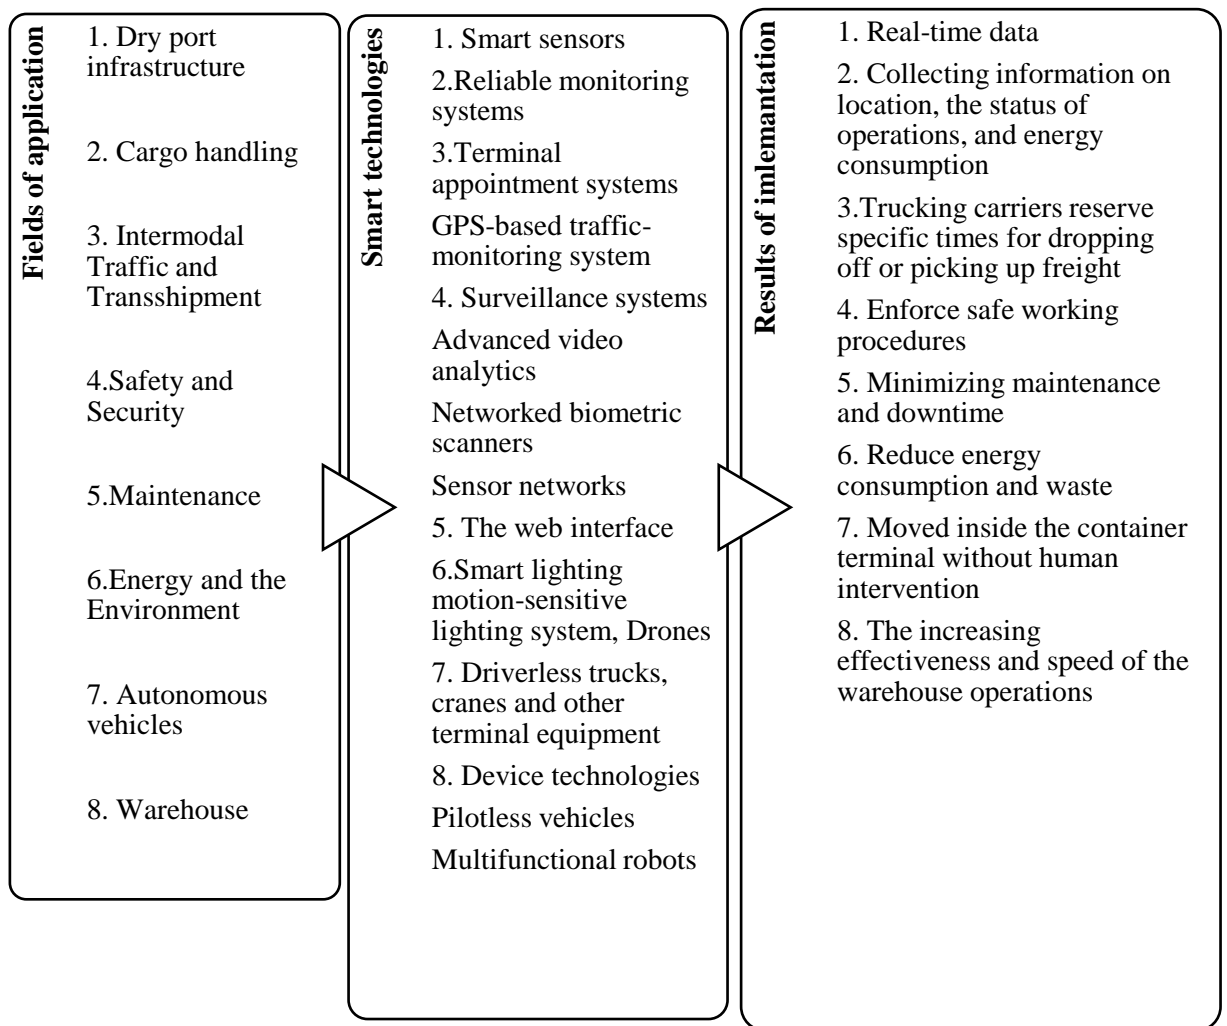 Fields of application
1. Dry port
infrastructure
2. Cargo handling
3. Intermodal
Traffic and
Transshipment
4.Safety and
Security
5.Maintenance
6.Energy and the
Environment
7. Autonomous
vehicles
8. Warehouse
Smart technologies
1. Smart sensors
2.Reliable monitoring
systems
3.Terminal
appointment systems
GPS-based traffic-
monitoring system
4. Surveillance systems
Advanced video
analytics
Networked biometric
scanners
Sensor networks
5. The web interface
6.Smart lighting
motion-sensitive
lighting system, Drones
7. Driverless trucks,
cranes and other
terminal equipment
8. Device technologies
Pilotless vehicles
Multifunctional robots
Results of imlemantation
1. Real-time data
2. Collecting information on
location, the status of
operations, and energy
consumption
3.Trucking carriers reserve
specific times for dropping
off or picking up freight
4. Enforce safe working
procedures
5. Minimizing maintenance
and downtime
6. Reduce energy
consumption and waste
7. Moved inside the container
terminal without human
intervention
8. The increasing
effectiveness and speed of the
warehouse operations